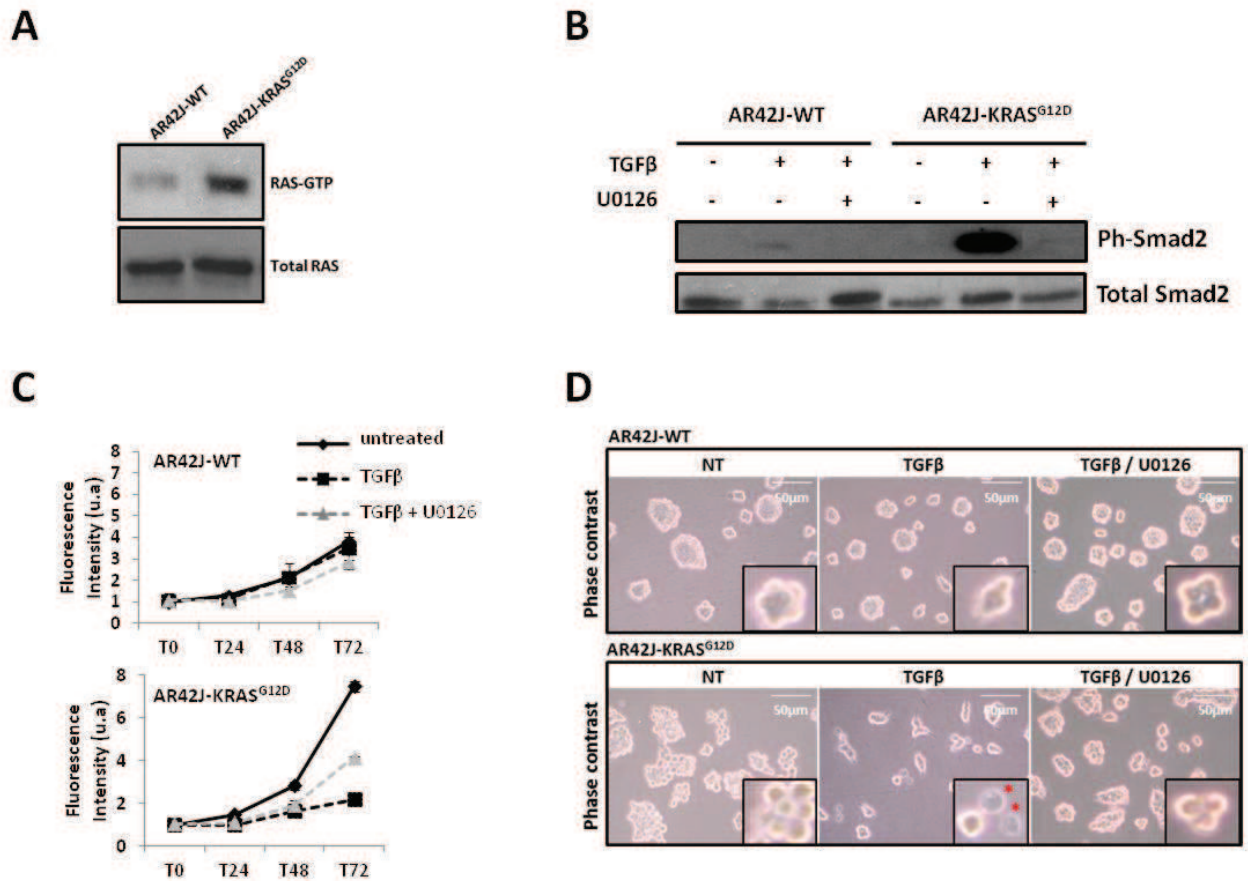 A
AR42J-WT
AR42J-KRAS^G12D
RAS-GTP
Total RAS
B
AR42J-WT AR42J-KRAS^G12D
TGFβ - + + - + +
U0126 - - + - - +
Ph-Smad2
Total Smad2
C
untreated
TGFβ
TGFβ + U0126
AR42J-WT
Fluorescence
Intensity (u.a)
8
7
6
5
4
3
2
1
0
T0 T24 T48 T72
AR42J-KRAS^G12D
Fluorescence
Intensity (u.a)
8
6
4
2
0
T0 T24 T48 T72
D
AR42J-WT
NT TGFβ TGFβ / U0126
Phase contrast
50µm 50µm 50µm
AR42J-KRAS^G12D
NT TGFβ TGFβ / U0126
Phase contrast
50µm 50µm 50µm
* *